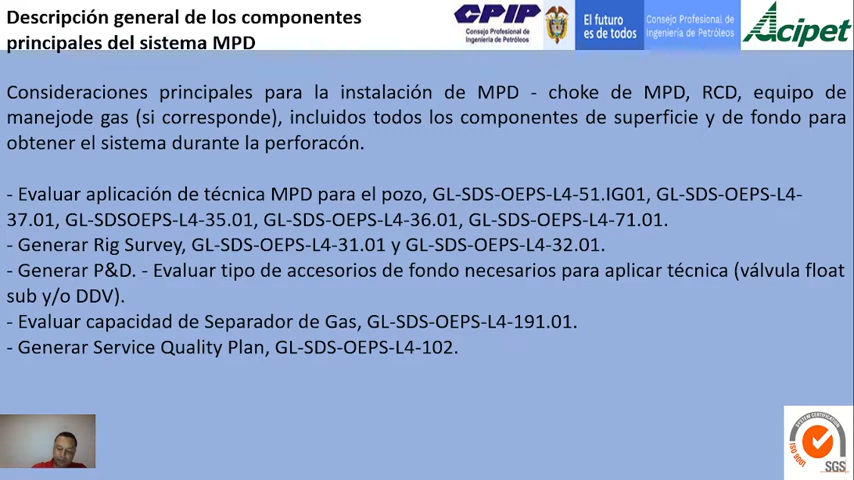 Descripción general de los componentes
principales del sistema MPD
CPIP
Consejo Profesional de
Ingeniería de Petróleos
El futuro
es de todos
Consejo Profesional de
Ingeniería de Petróleos
Acipet
Consideraciones principales para la instalación de MPD - choke de MPD, RCD, equipo de
manejode gas (si corresponde), incluidos todos los componentes de superficie y de fondo para
obtener el sistema durante la perforacón.
- Evaluar aplicación de técnica MPD para el pozo, GL-SDS-OEPS-L4-51.IG01, GL-SDS-OEPS-L4-
37.01, GL-SDSOEPS-L4-35.01, GL-SDS-OEPS-L4-36.01, GL-SDS-OEPS-L4-71.01.
- Generar Rig Survey, GL-SDS-OEPS-L4-31.01 y GL-SDS-OEPS-L4-32.01.
- Generar P&D. - Evaluar tipo de accesorios de fondo necesarios para aplicar técnica (válvula float
sub y/o DDV).
- Evaluar capacidad de Separador de Gas, GL-SDS-OEPS-L4-191.01.
- Generar Service Quality Plan, GL-SDS-OEPS-L4-102.
SYSTEM CERTIFICATION
ISO 9001
SGS